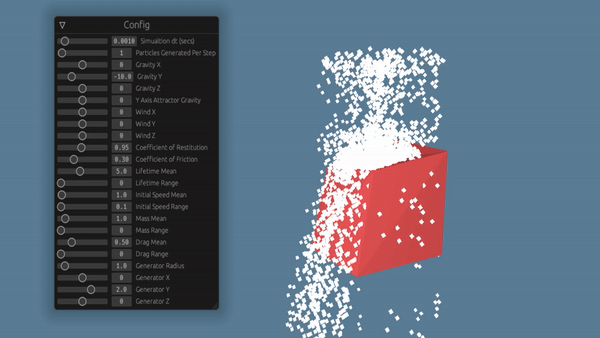 Config
0.0010 Simualtion dt (secs)
1 Particles Generated Per Step
0 Gravity X
-10.0 Gravity Y
0 Gravity Z
0 Y Axis Attractor Gravity
0 Wind X
0 Wind Y
0 Wind Z
0.95 Coefficient of Restitution
0.30 Coefficient of Friction
5.0 Lifetime Mean
0 Lifetime Range
1.0 Initial Speed Mean
0.1 Initial Speed Range
1.0 Mass Mean
0 Mass Range
0.50 Drag Mean
0 Drag Range
1.0 Generator Radius
0 Generator X
2.0 Generator Y
0 Generator Z